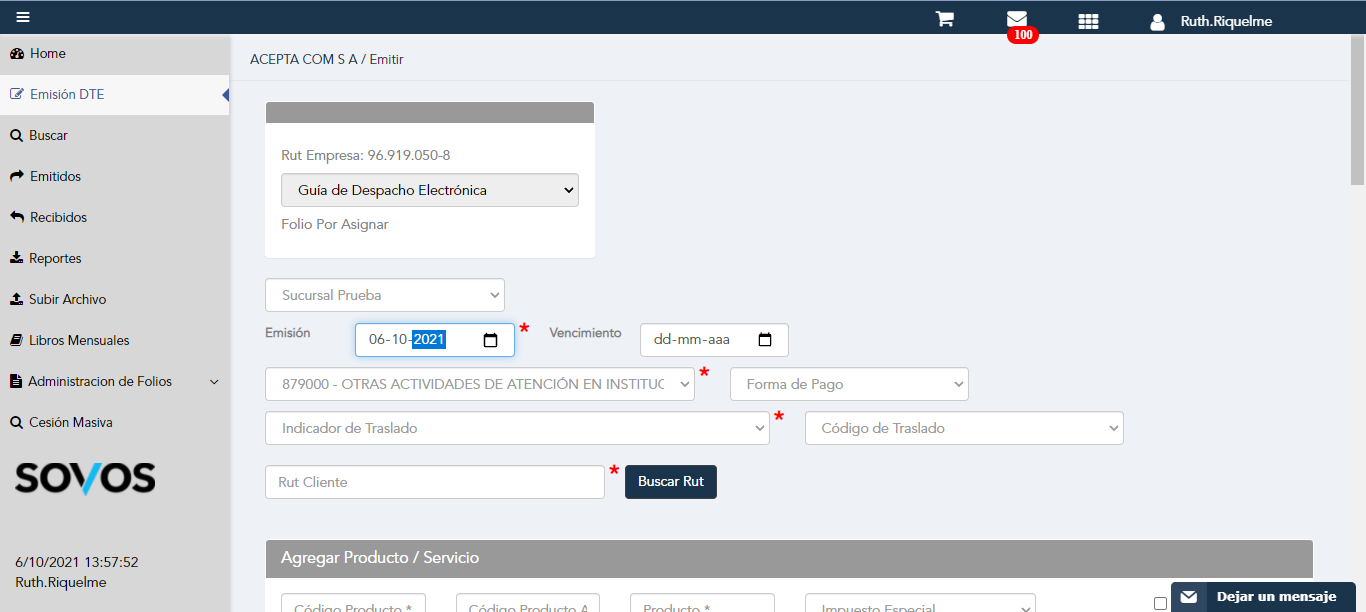 Ruth.Riquelme
100
Home
Emisión DTE
Buscar
Emitidos
Recibidos
Reportes
Subir Archivo
Libros Mensuales
Administracion de Folios
Cesión Masiva
SOVOS
6/10/2021 13:57:52
Ruth.Riquelme
ACEPTA COM S A / Emitir
Rut Empresa: 96.919.050-8
Guía de Despacho Electrónica
Folio Por Asignar
Sucursal Prueba
Emisión 06-10-2021 * Vencimiento dd-mm-aaa
879000 - OTRAS ACTIVIDADES DE ATENCIÓN EN INSTITUC * Forma de Pago
Indicador de Traslado * Código de Traslado
Rut Cliente * Buscar Rut
Agregar Producto / Servicio
Código Producto * Código Producto A Producto * Impuesto Especial
Dejar un mensaje